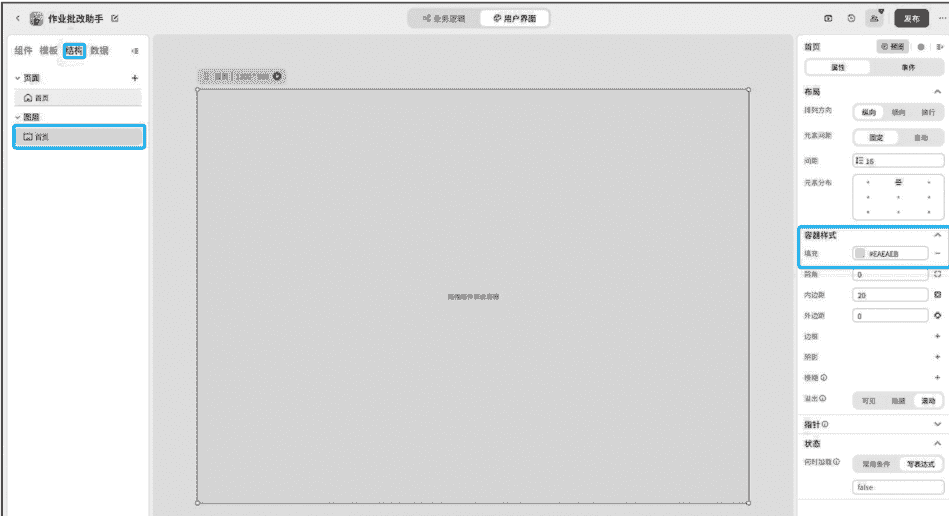 作业批改助手
业务逻辑 用户界面
发布
组件 模板 结构 数据
页面
首页
图层
首页
首页
属性 事件
布局
排列方向 纵向 横向 换行
元素间距 固定 自动
间距 16
元素分布
容器样式
填充 #EAEAEB
圆角 0
内边距 20
外边距 0
边框
阴影
模糊
溢出 可见 隐藏 滚动
指针
状态
何时加载 常用条件 写表达式
false